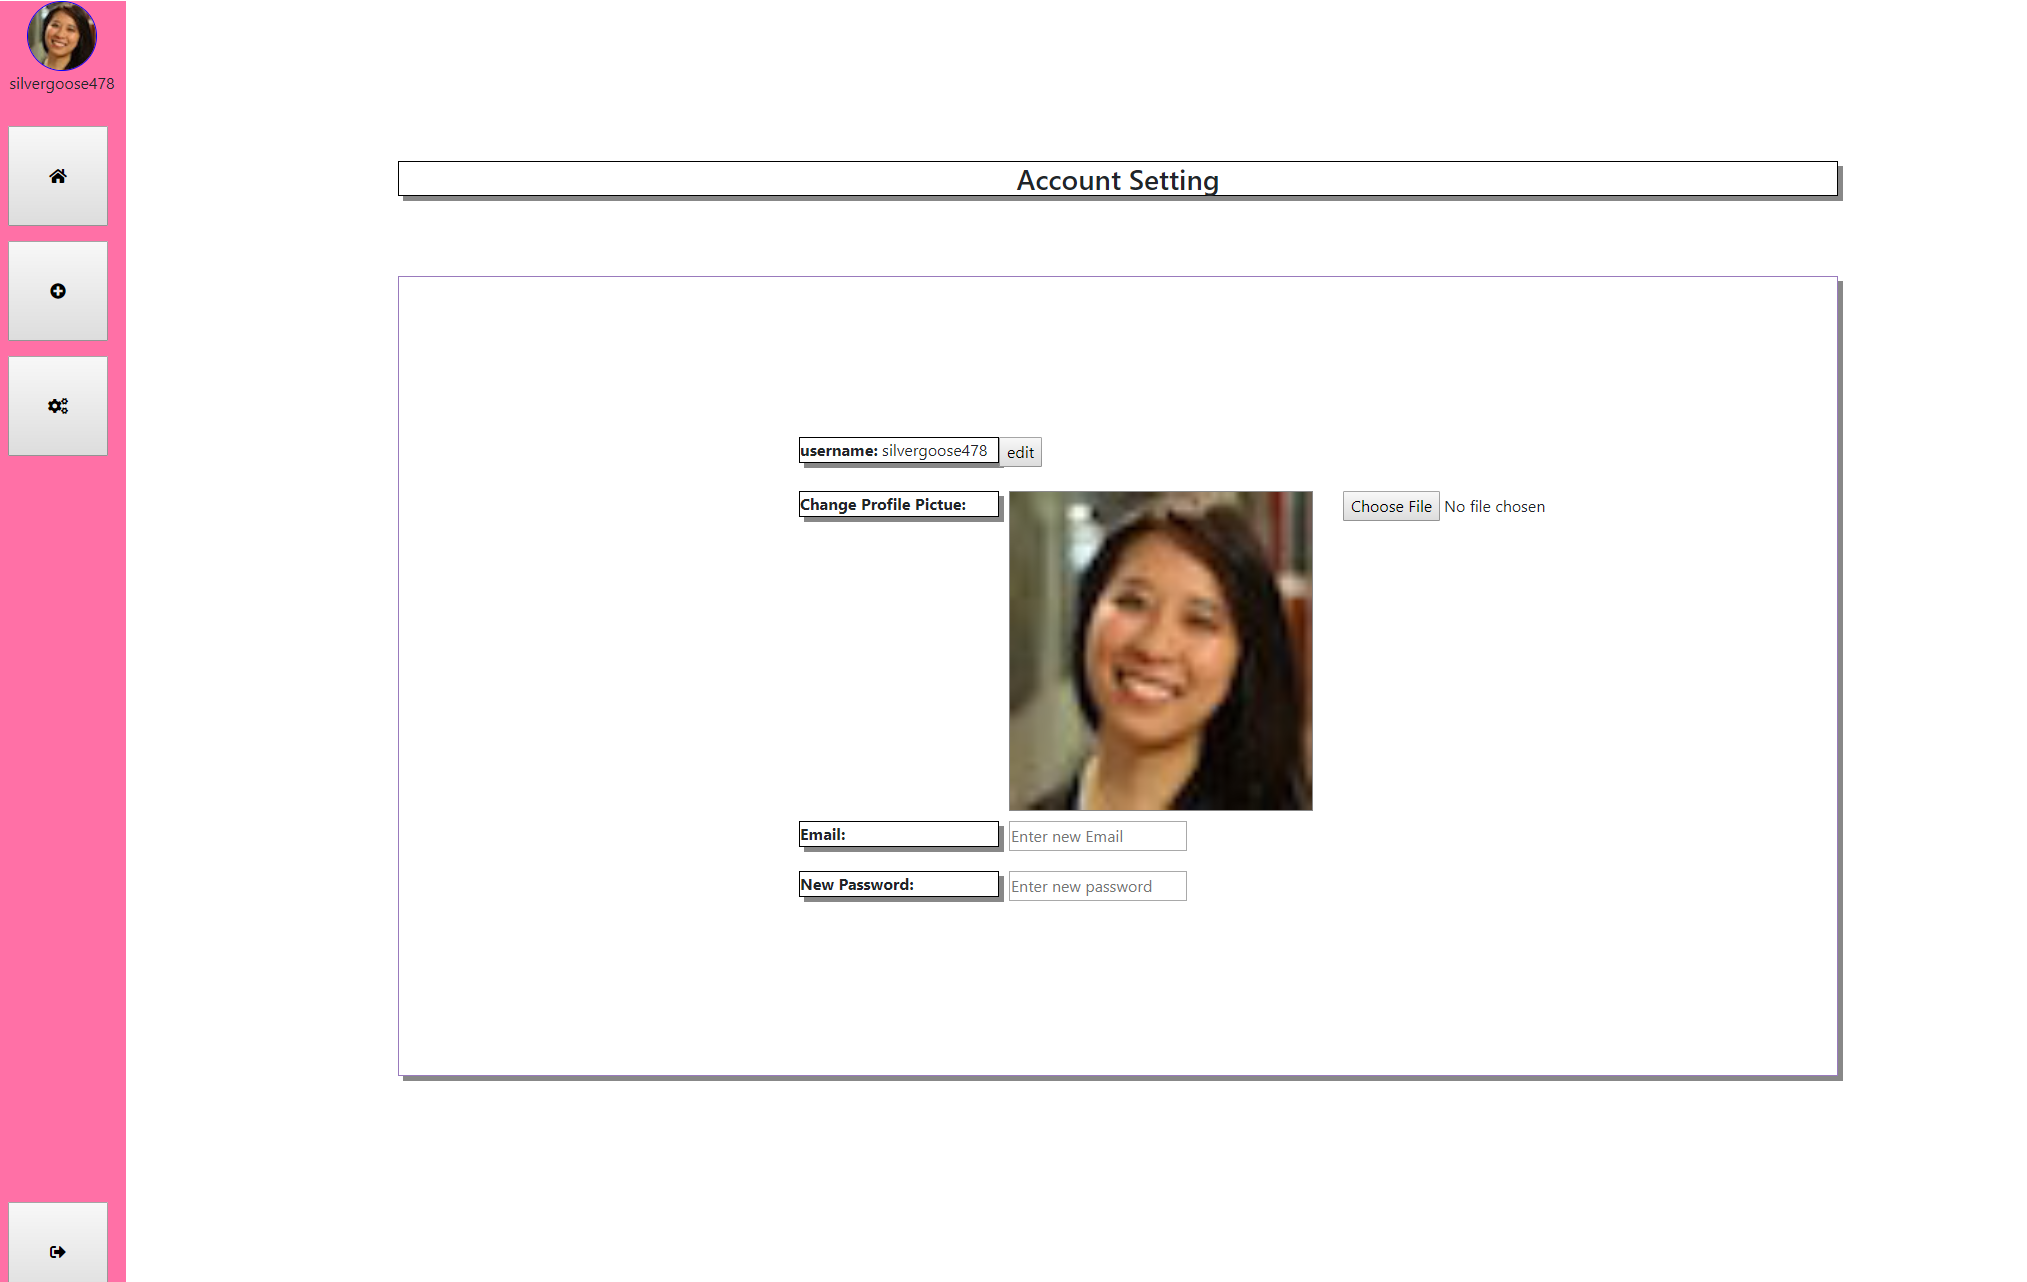 silvergoose478
Account Setting
username: silvergoose478 edit
Change Profile Pictue: Choose File No file chosen
Email: Enter new Email
New Password: Enter new password